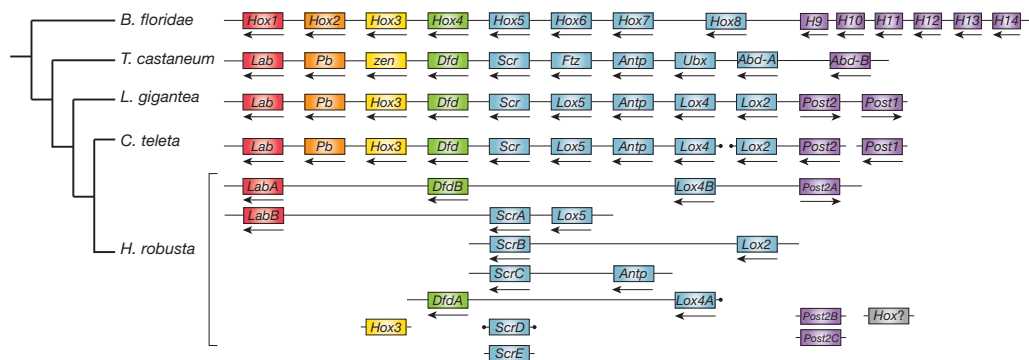 B. floridae Hox1 Hox2 Hox3 Hox4 Hox5 Hox6 Hox7 Hox8 H9 H10 H11 H12 H13 H14
T. castaneum Lab Pb zen Dfd Scr Ftz Antp Ubx Abd-A Abd-B
L. gigantea Lab Pb Hox3 Dfd Scr Lox5 Antp Lox4 Lox2 Post2 Post1
C. teleta Lab Pb Hox3 Dfd Scr Lox5 Antp Lox4 Lox2 Post2 Post1
LabA DfdB Lox4B Post2A
LabB ScrA Lox5
H. robusta ScrB Lox2
ScrC Antp
DfdA Lox4A
Hox3 ScrD Post2B Hox?
ScrE Post2C